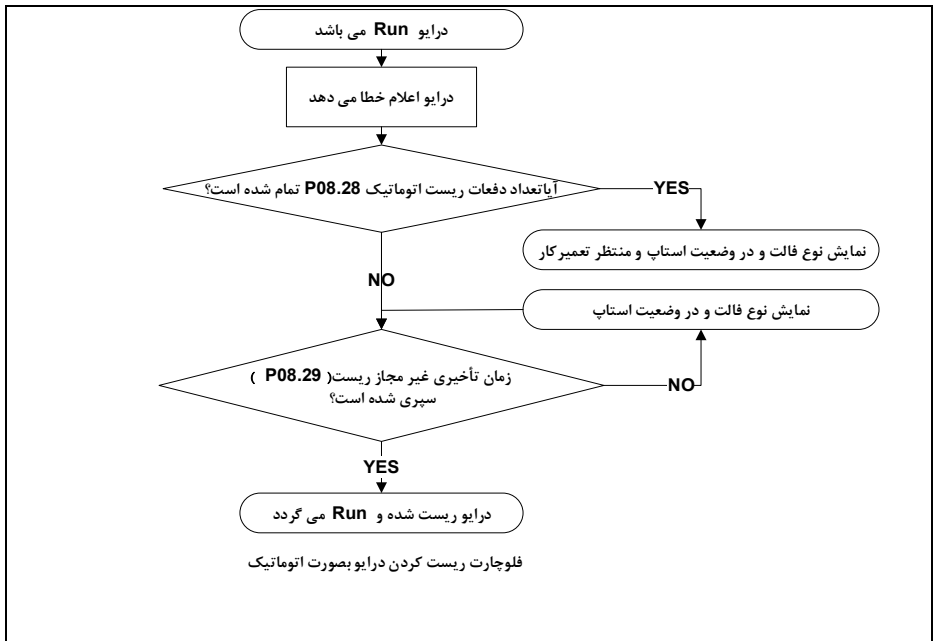 درایو Run می باشد
درایو اعلام خطا می دهد
آیاتعداد دفعات ریست اتوماتیک P08.28 تمام شده است؟
YES
نمایش نوع فالت و در وضعیت استاپ و منتظر تعمیرکار
NO
نمایش نوع فالت و در وضعیت استاپ
زمان تأخیری غیر مجاز ریست( P08.29 )
سپری شده است؟
NO
YES
درایو ریست شده و Run می گردد
فلوچارت ریست کردن درایو بصورت اتوماتیک